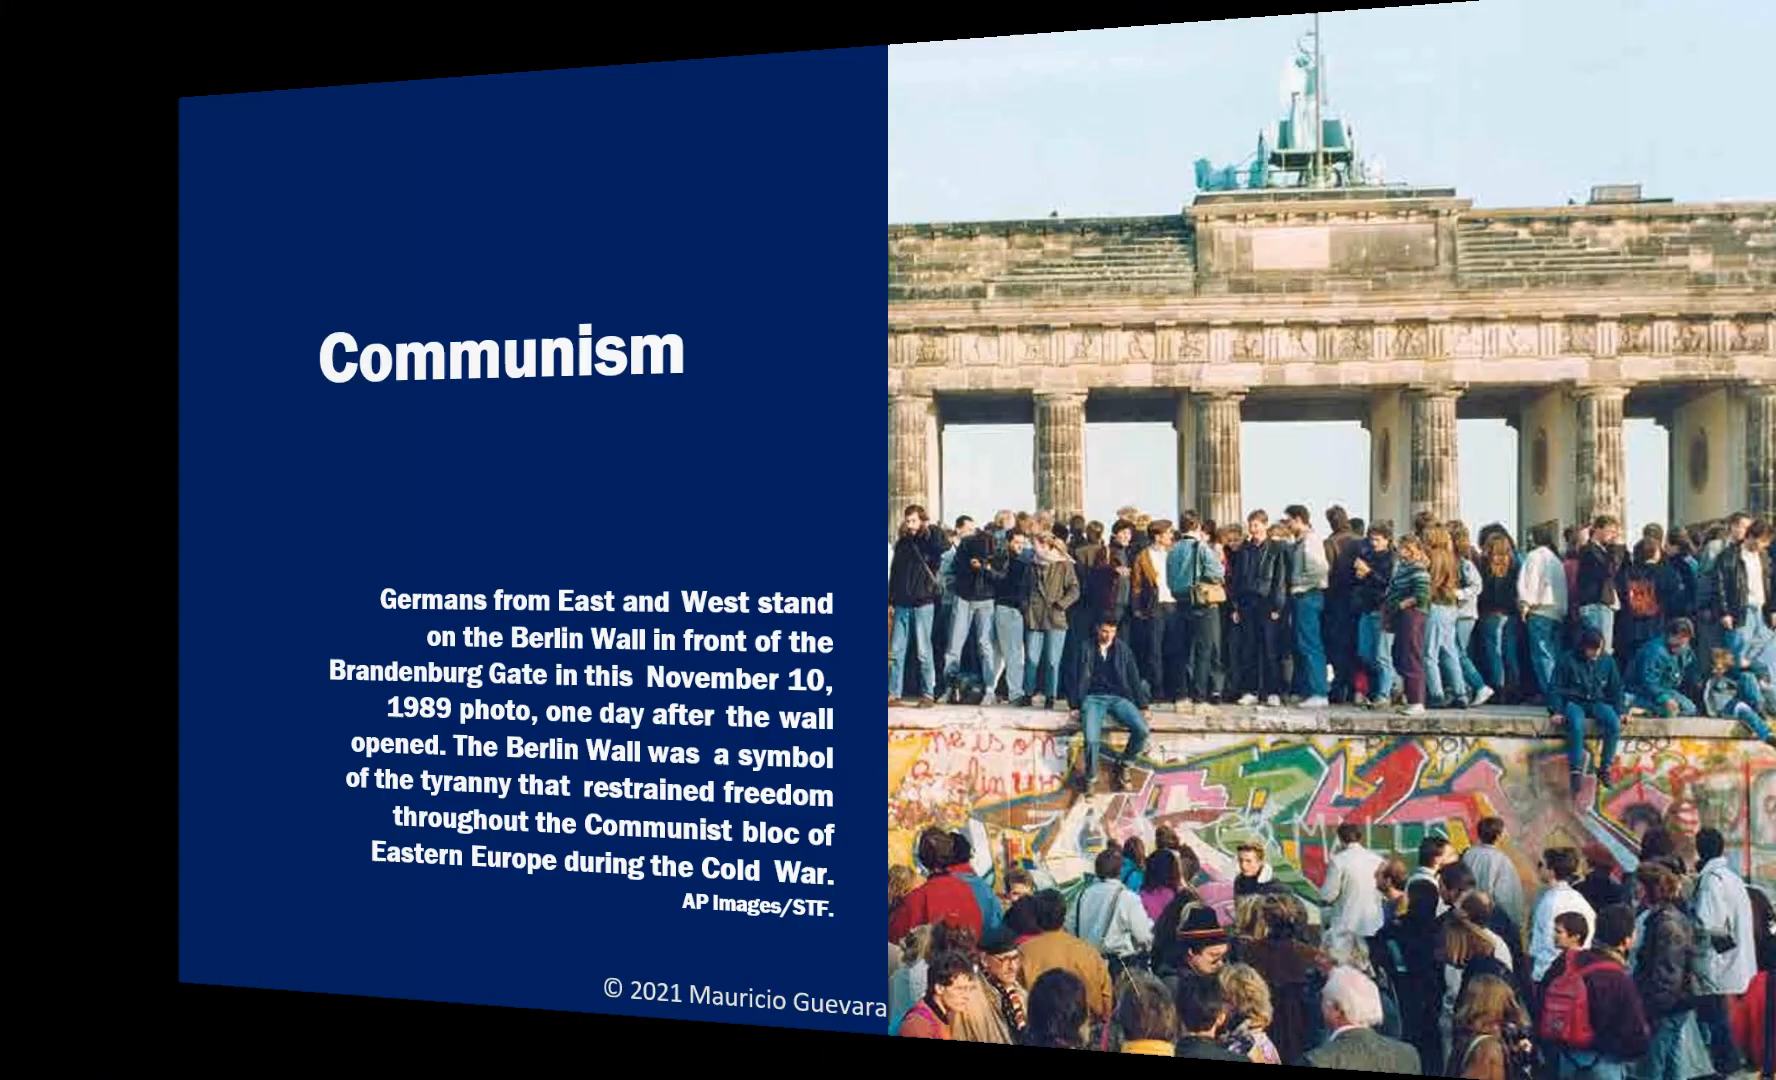 Communism
Germans from East and West stand
on the Berlin Wall in front of the
Brandenburg Gate in this November 10,
1989 photo, one day after the wall
opened. The Berlin Wall was a symbol
of the tyranny that restrained freedom
throughout the Communist bloc of
Eastern Europe during the Cold War.
AP Images/STF.
© 2021 Mauricio Guevara
me is on